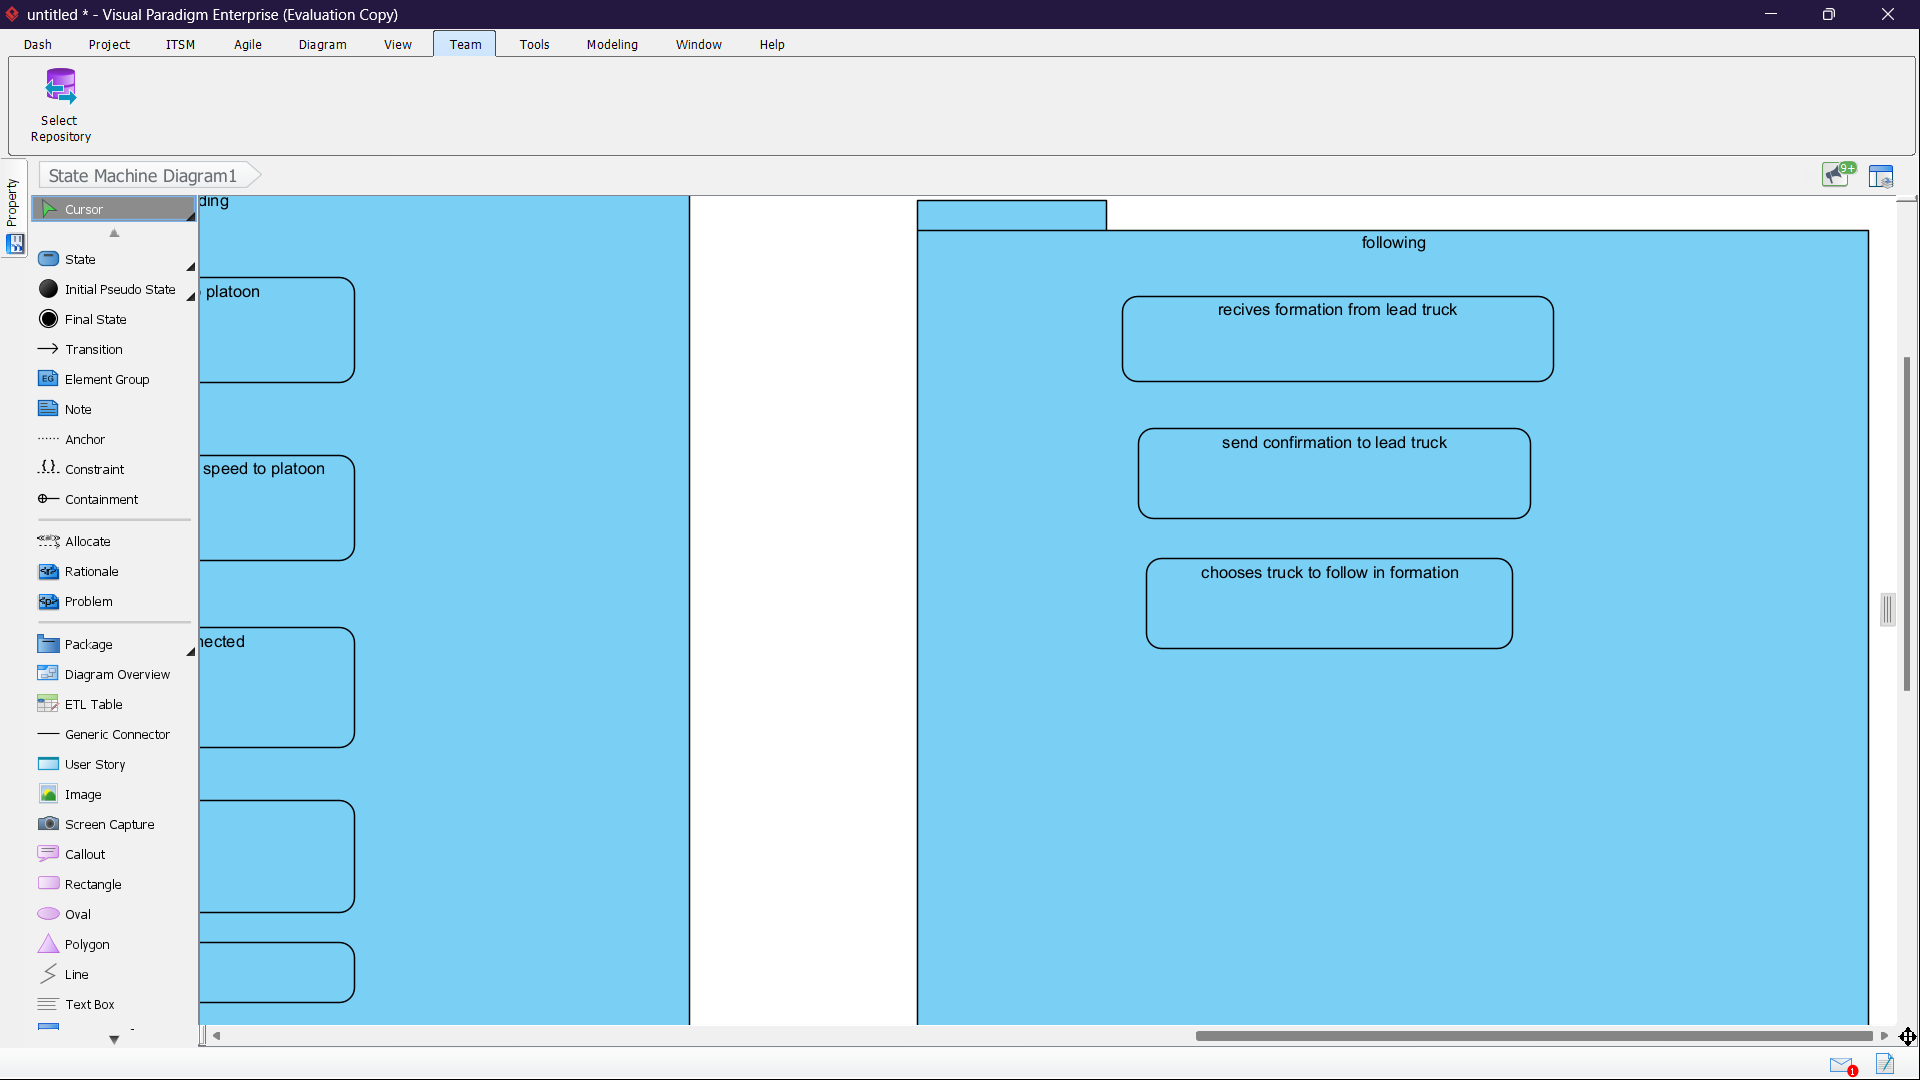 untitled * - Visual Paradigm Enterprise (Evaluation Copy)
Dash Project ITSM Agile Diagram View Team Tools Modeling Window Help
Select
Repository
Property
State Machine Diagram1
9+
Cursor
State
Initial Pseudo State
Final State
Transition
EG Element Group
Note
Anchor
{} Constraint
Containment
Allocate
Rationale
Problem
Package
Diagram Overview
ETL Table
Generic Connector
User Story
Image
Screen Capture
Callout
Rectangle
Oval
Polygon
Line
Text Box
ding
platoon
speed to platoon
nected
following
recives formation from lead truck
send confirmation to lead truck
chooses truck to follow in formation
1